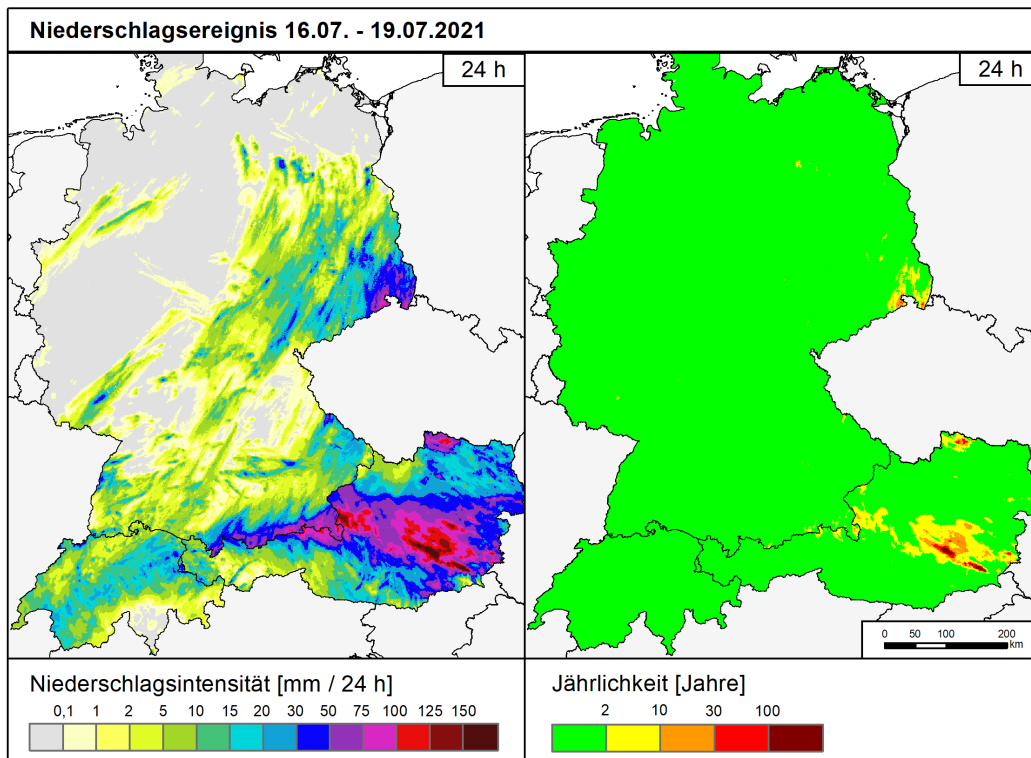 Niederschlagsereignis 16.07. - 19.07.2021
24 h
24 h
0 50 100 200
km
Niederschlagsintensität [mm / 24 h]
0,1 1 2 5 10 15 20 30 50 75 100 125 150
Jährlichkeit [Jahre]
2 10 30 100